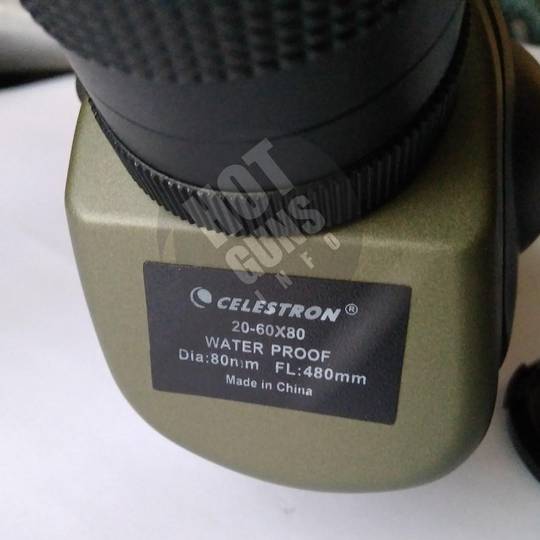 HOT
GUNS
INFO
CELESTRON®
20-60X80
WATER PROOF
Dia:80mm FL:480mm
Made in China